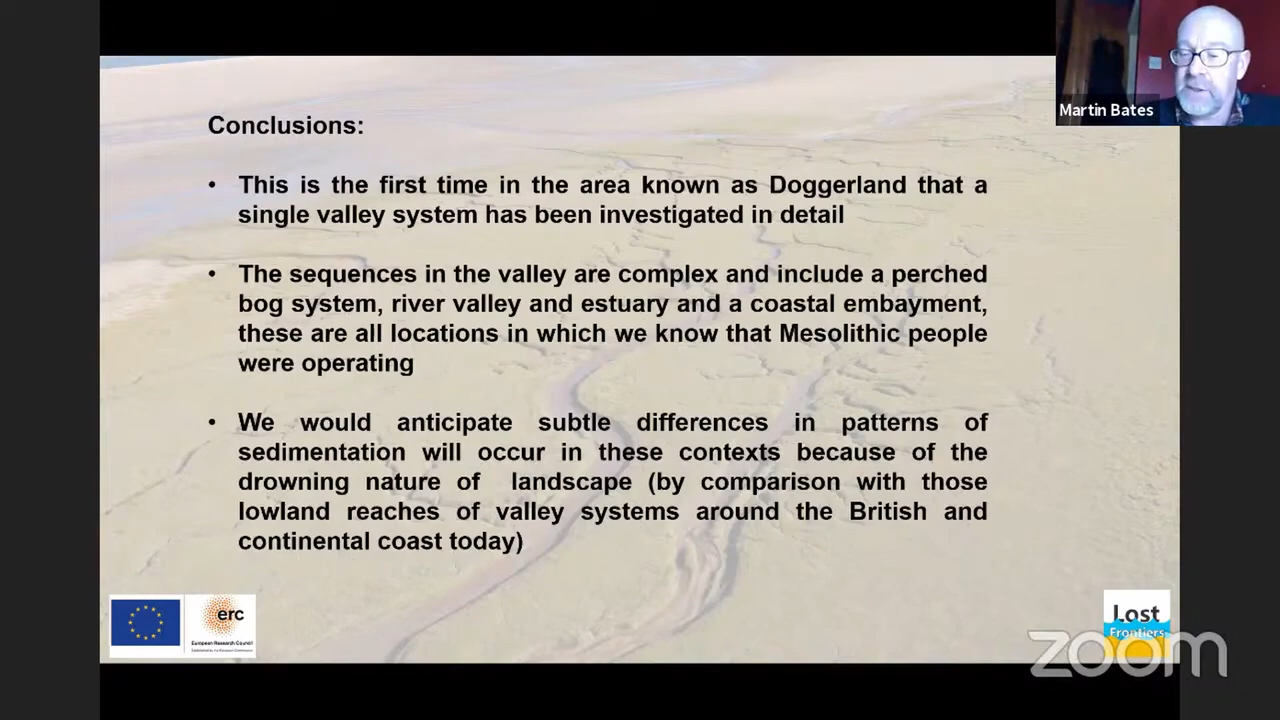 Martin Bates
Conclusions:
• This is the first time in the area known as Doggerland that a
single valley system has been investigated in detail
• The sequences in the valley are complex and include a perched
bog system, river valley and estuary and a coastal embayment,
these are all locations in which we know that Mesolithic people
were operating
• We would anticipate subtle differences in patterns of
sedimentation will occur in these contexts because of the
drowning nature of landscape (by comparison with those
lowland reaches of valley systems around the British and
continental coast today)
erc
European Research Council
Established by the European Commission
Lost
Frontiers
zoom